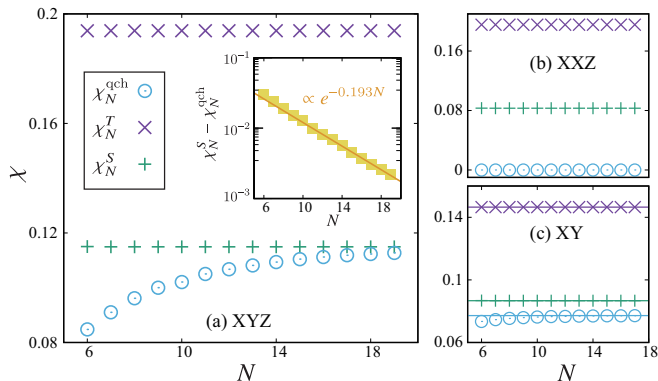 0.2
0.16
0.12
0.08
χ
χ_N^qch
χ_N^T
χ_N^S
10^-1
10^-2
10^-3
χ_N^S − χ_N^qch
∝ e^−0.193N
6 10 14 18
N
(a) XYZ
6 10 14 18
N
0.16
0.08
0
(b) XXZ
0.14
0.1
0.08
(c) XY
6 10 14 18
N